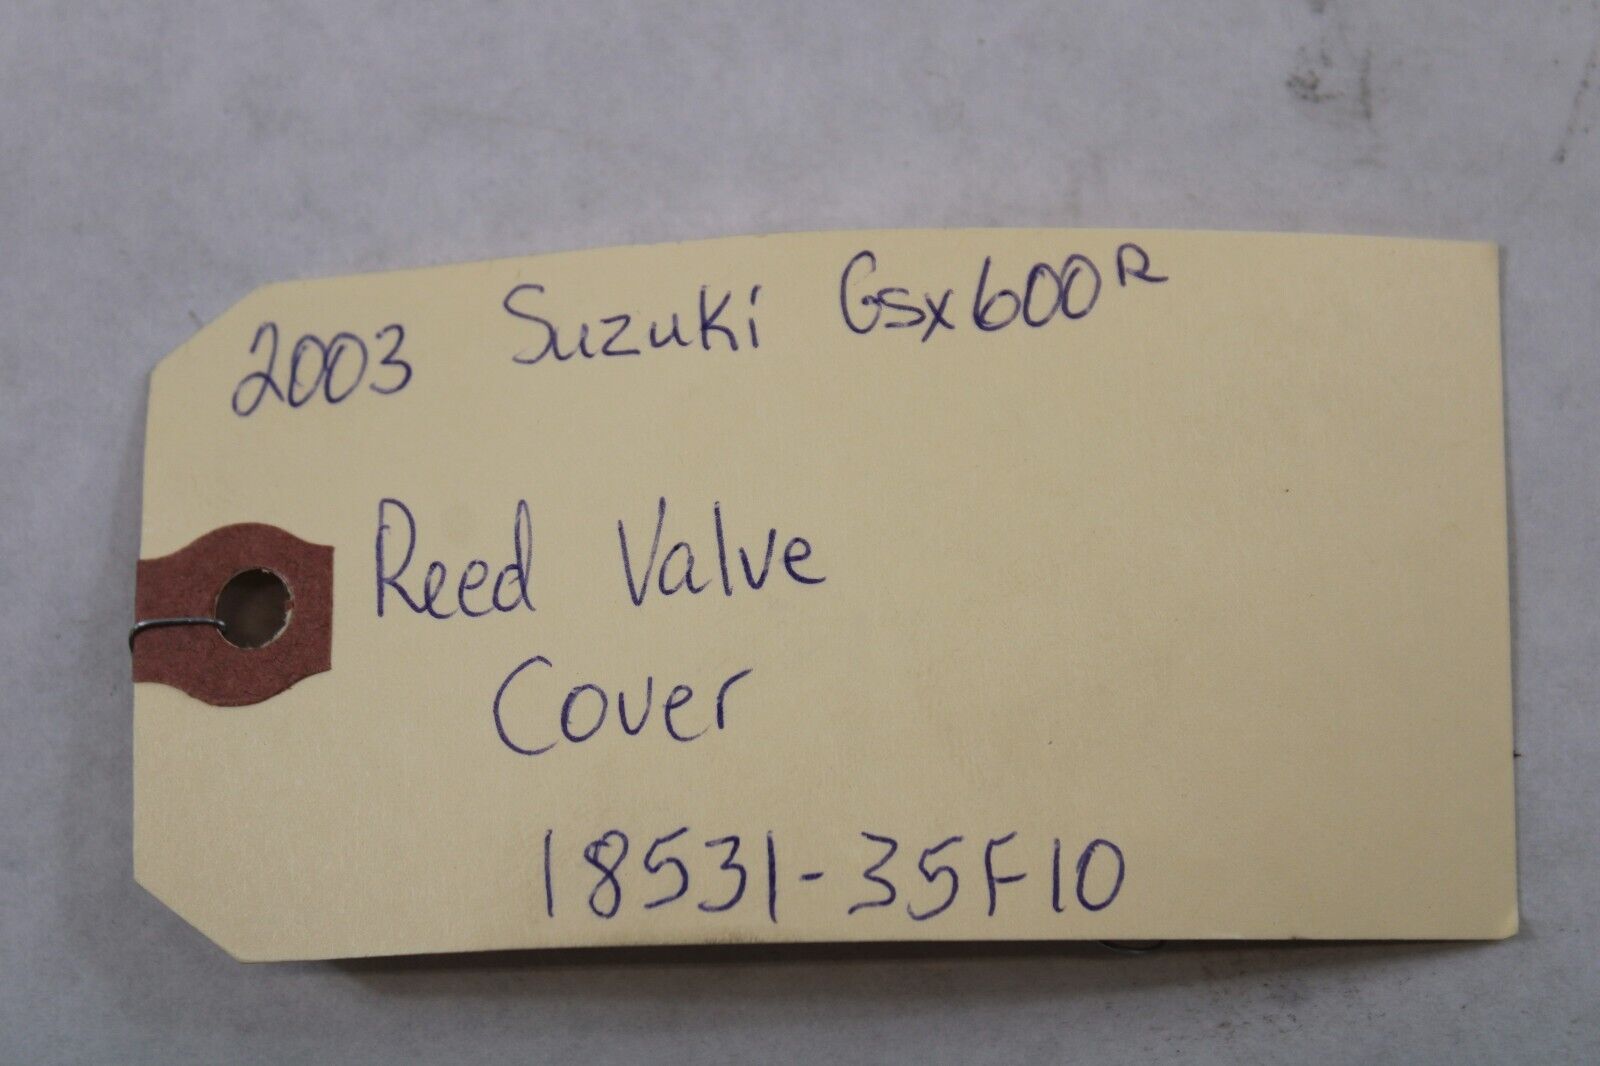 2003 Suzuki Gsx600R
Reed Valve
Cover
18531-35F10